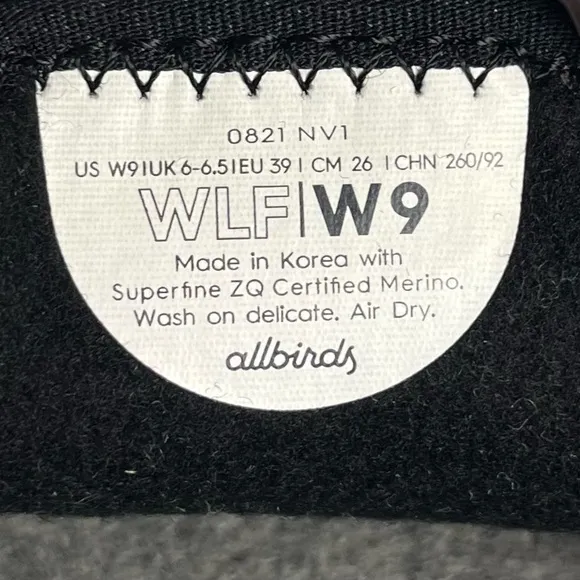 0821 NV1
US W9|UK 6-6.5|EU 39 | CM 26 | CHN 260/92
WLF|W9
Made in Korea with
Superfine ZQ Certified Merino.
Wash on delicate. Air Dry.
allbirds